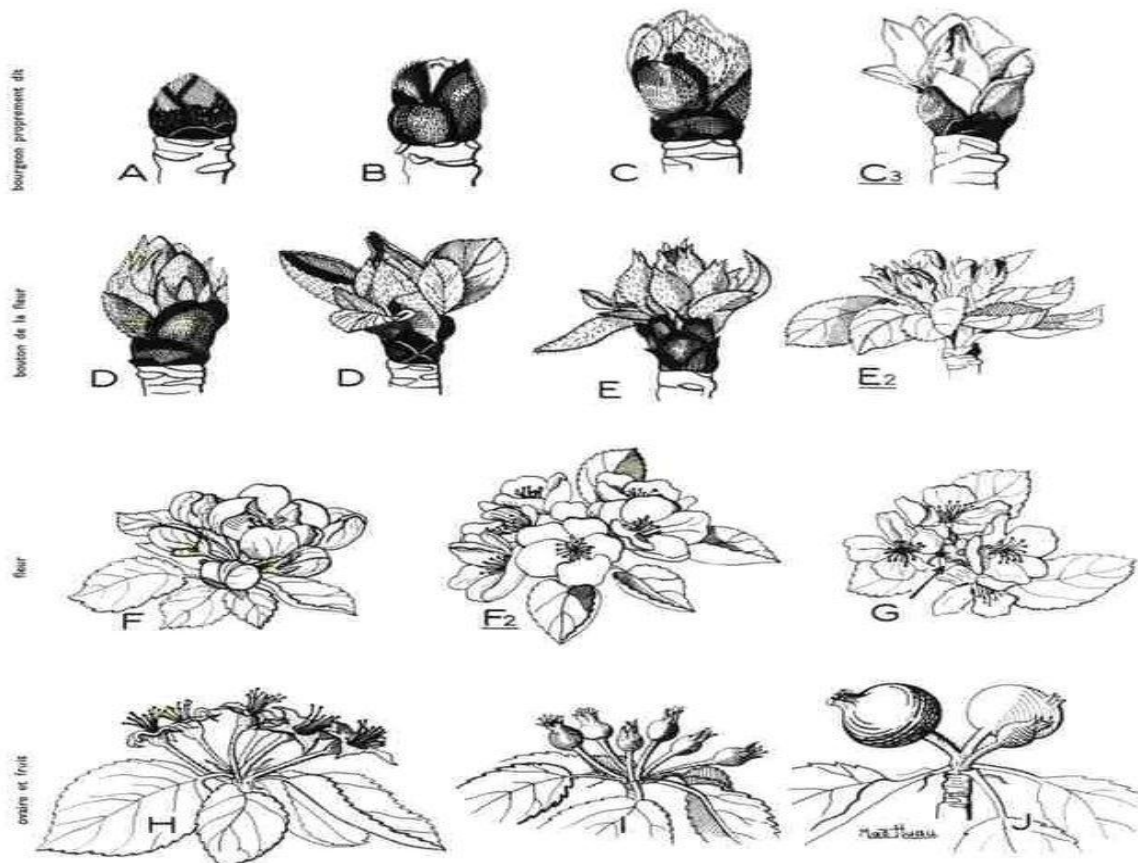 bourgeon proprement dit
A
B
C
C3
bouton de la fleur
D
D
E
E2
fleur
F
F2
G
ovaire et fruit
H
I
J